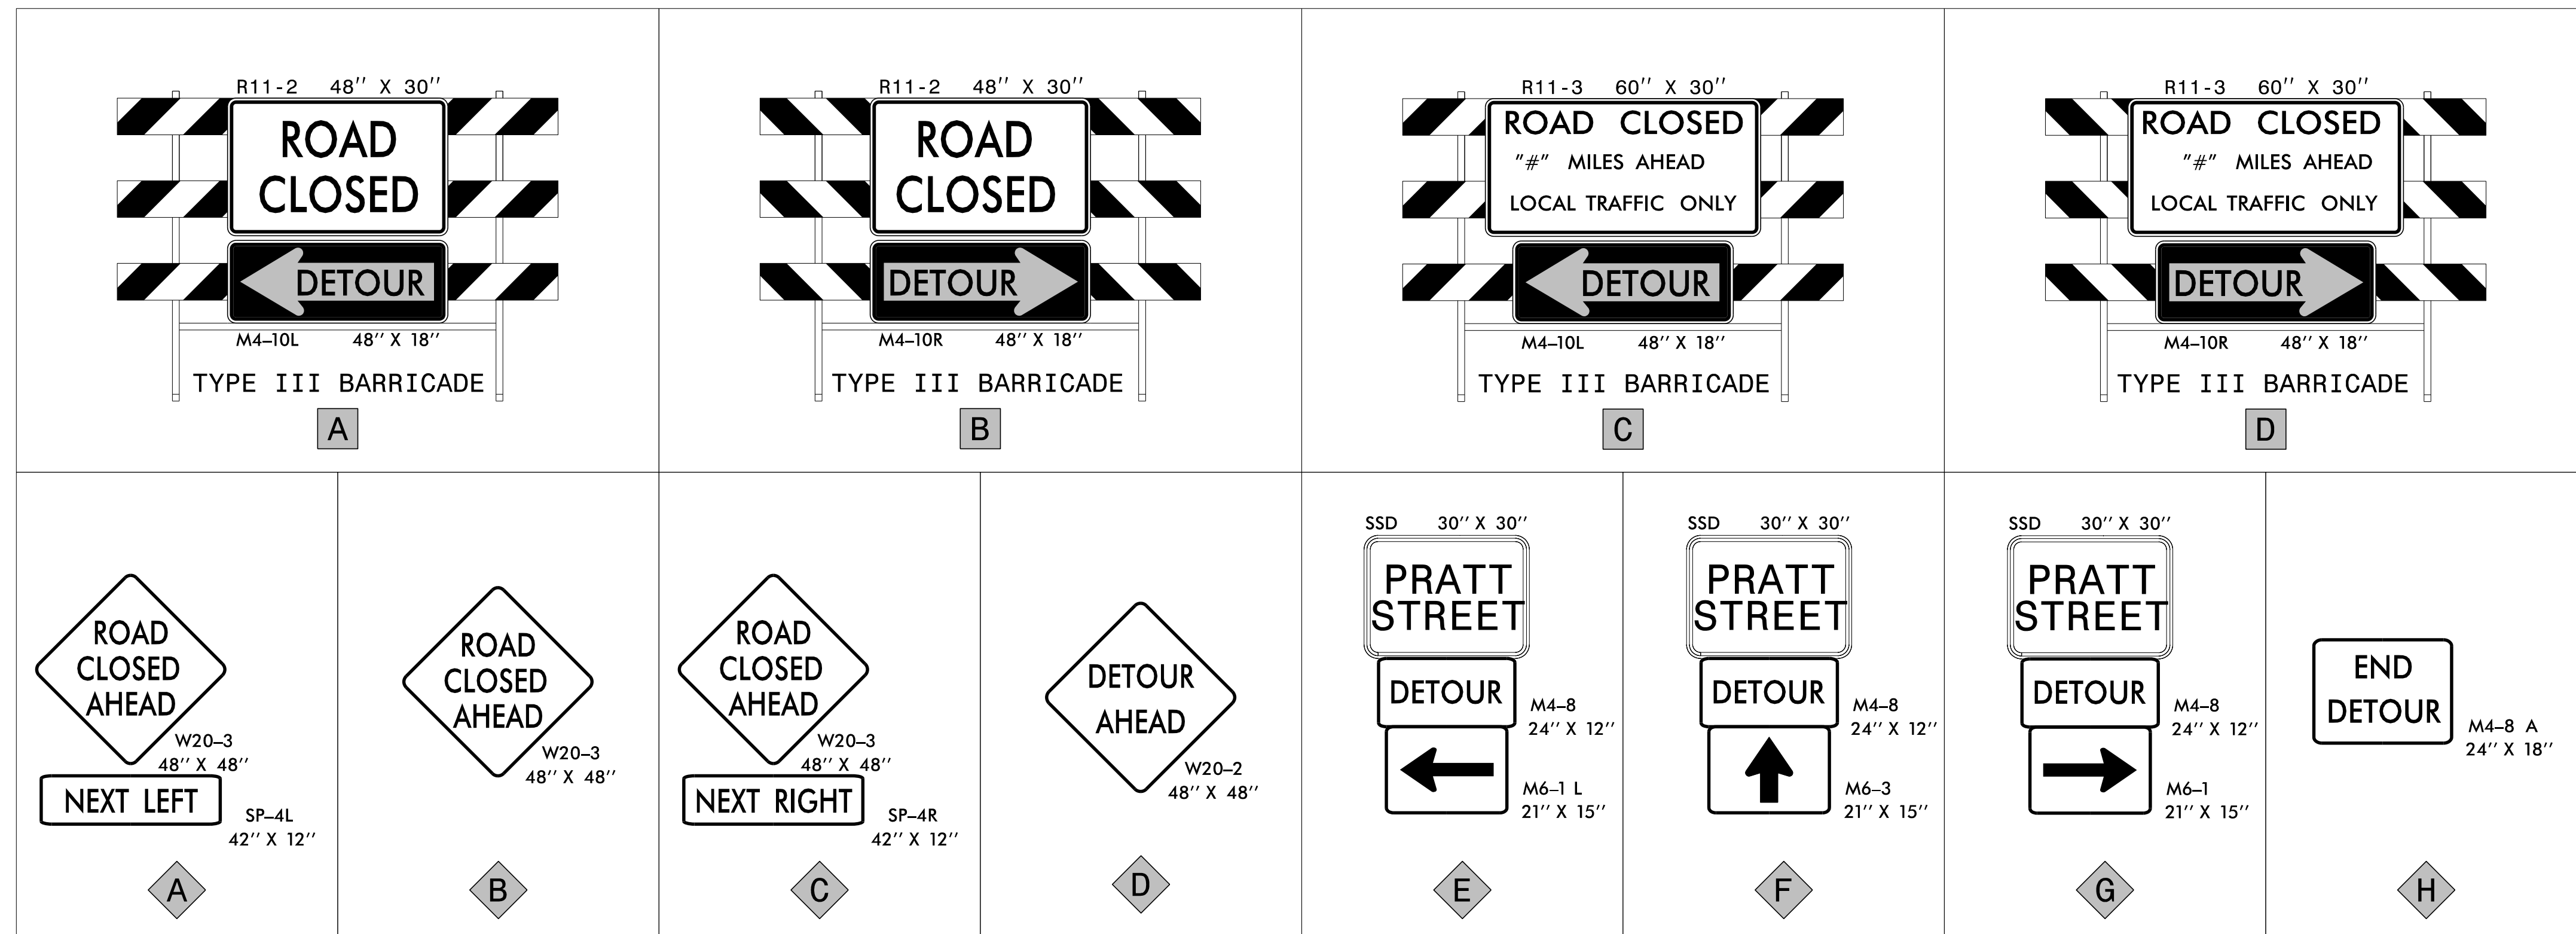 R11-2 48'' X 30''
ROAD
CLOSED
DETOUR
M4–10L 48'' X 18''
TYPE III BARRICADE
A
R11-2 48'' X 30''
ROAD
CLOSED
DETOUR
M4–10R 48'' X 18''
TYPE III BARRICADE
B
R11-3 60'' X 30''
ROAD CLOSED
"#" MILES AHEAD
LOCAL TRAFFIC ONLY
DETOUR
M4–10L 48'' X 18''
TYPE III BARRICADE
C
R11-3 60'' X 30''
ROAD CLOSED
"#" MILES AHEAD
LOCAL TRAFFIC ONLY
DETOUR
M4–10R 48'' X 18''
TYPE III BARRICADE
D
ROAD
CLOSED
AHEAD
W20–3
48'' X 48''
NEXT LEFT
SP–4L
42'' X 12''
A
ROAD
CLOSED
AHEAD
W20–3
48'' X 48''
B
ROAD
CLOSED
AHEAD
W20–3
48'' X 48''
NEXT RIGHT
SP–4R
42'' X 12''
C
DETOUR
AHEAD
W20–2
48'' X 48''
D
SSD 30'' X 30''
PRATT
STREET
DETOUR
M4–8
24'' X 12''
M6–1 L
21'' X 15''
E
SSD 30'' X 30''
PRATT
STREET
DETOUR
M4–8
24'' X 12''
M6–3
21'' X 15''
F
SSD 30'' X 30''
PRATT
STREET
DETOUR
M4–8
24'' X 12''
M6–1
21'' X 15''
G
END
DETOUR
M4–8 A
24'' X 18''
H